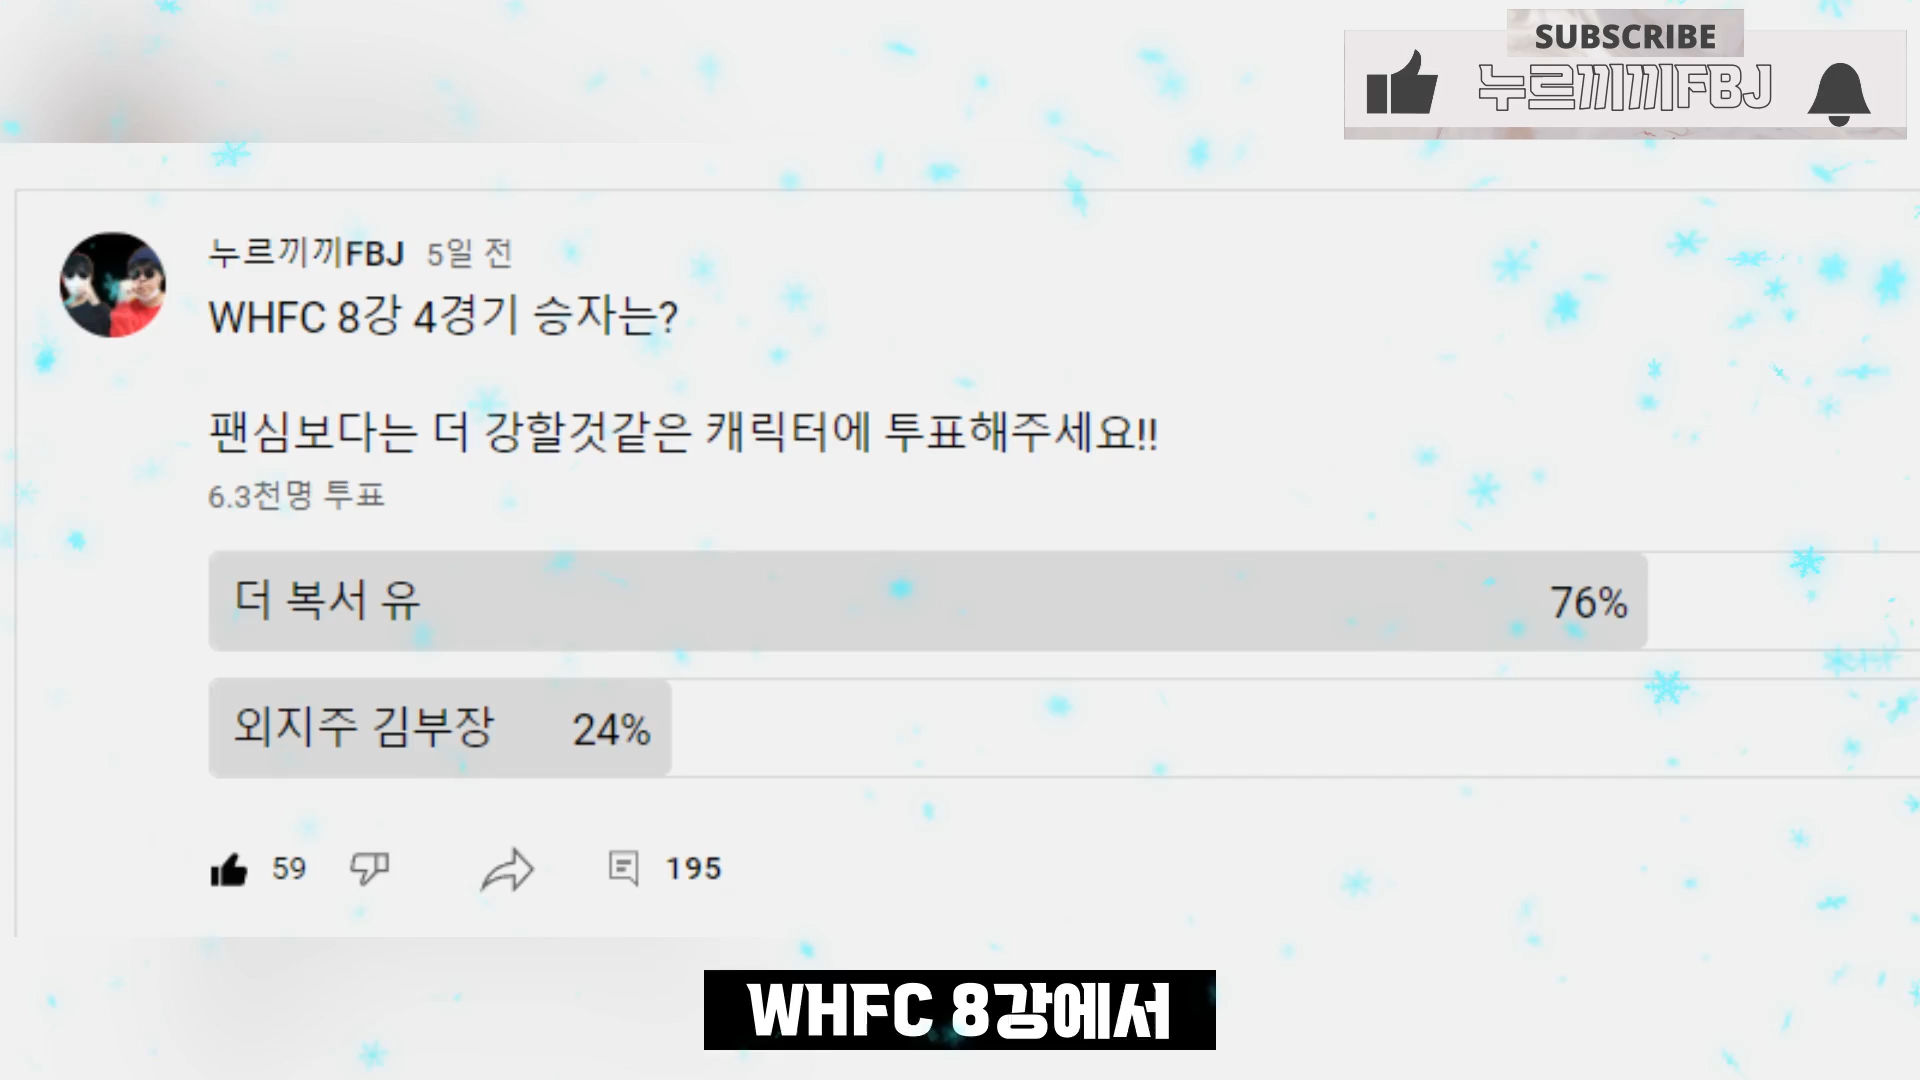 SUBSCRIBE
누르끼끼FBJ
누르끼끼FBJ 5일 전
WHFC 8강 4경기 승자는?
팬심보다는 더 강할것같은 캐릭터에 투표해주세요!!
6.3천명 투표
더 복서 유 76%
외지주 김부장 24%
59 195
WHFC 8강에서